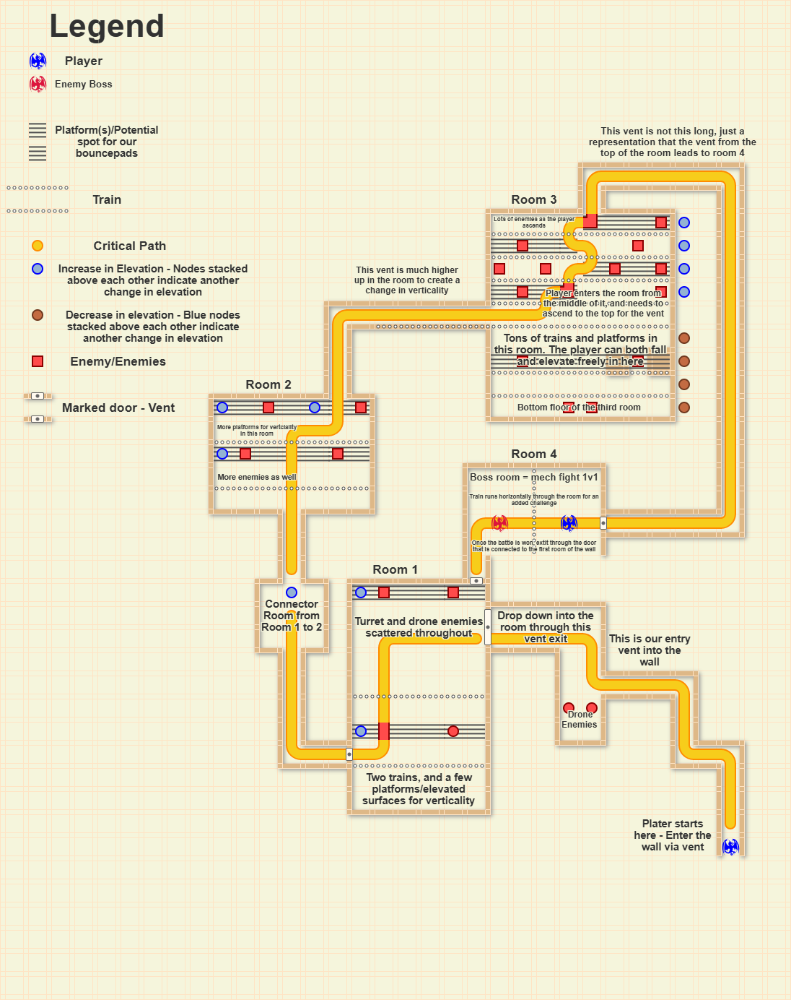 Legend
Player
Enemy Boss
Platform(s)/Potential
spot for our
bouncepads
Train
Critical Path
Increase in Elevation - Nodes stacked
above each other indicate another
change in elevation
Decrease in elevation - Blue nodes
stacked above each other indicate
another change in elevation
Enemy/Enemies
Marked door - Vent
This vent is not this long, just a
representation that the vent from the
top of the room leads to room 4
Room 3
Lots of enemies as the player
ascends
This vent is much higher
up in the room to create a
change in verticality
Player enters the room from
the middle of it, and needs to
ascend to the top for the vent
Tons of trains and platforms in
this room. The player can both fall
and elevate freely in here
Bottom floor of the third room
Room 2
More platforms for vertciality
in this room
More enemies as well
Room 4
Boss room = mech fight 1v1
Train runs horizontally through the room for an
added challenge
Once the battle is won, extit through the door
that is connected to the first room of the wall
Room 1
Connector
Room from
Room 1 to 2
Turret and drone enemies
scattered throughout
Drop down into the
room through this
vent exit
This is our entry
vent into the
wall
Drone
Enemies
Two trains, and a few
platforms/elevated
surfaces for verticality
Plater starts
here - Enter the
wall via vent